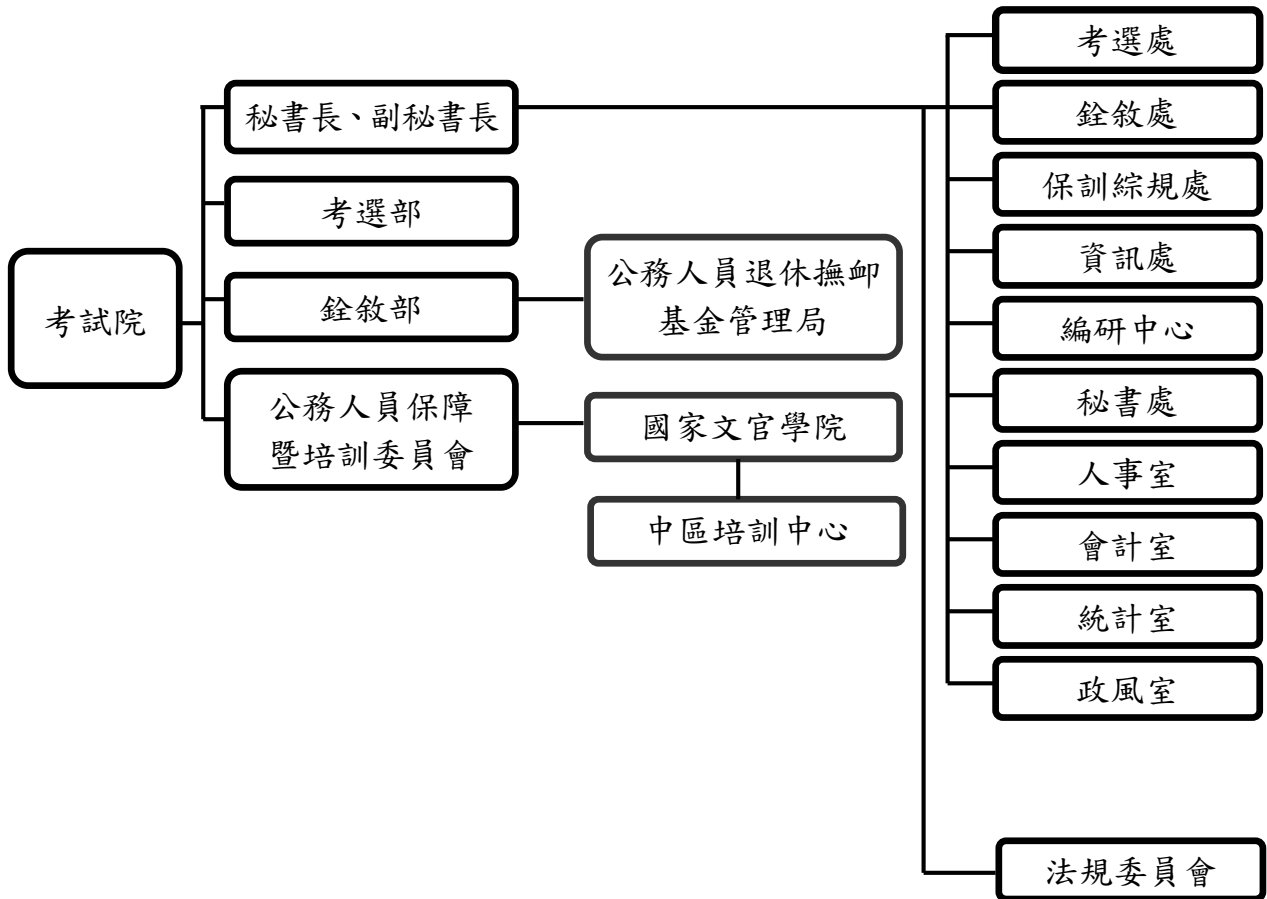 考試院
秘書長、副秘書長
考選部
銓敘部
公務人員保障
暨培訓委員會
公務人員退休撫卹
基金管理局
國家文官學院
中區培訓中心
考選處
銓敘處
保訓綜規處
資訊處
編研中心
秘書處
人事室
會計室
統計室
政風室
法規委員會